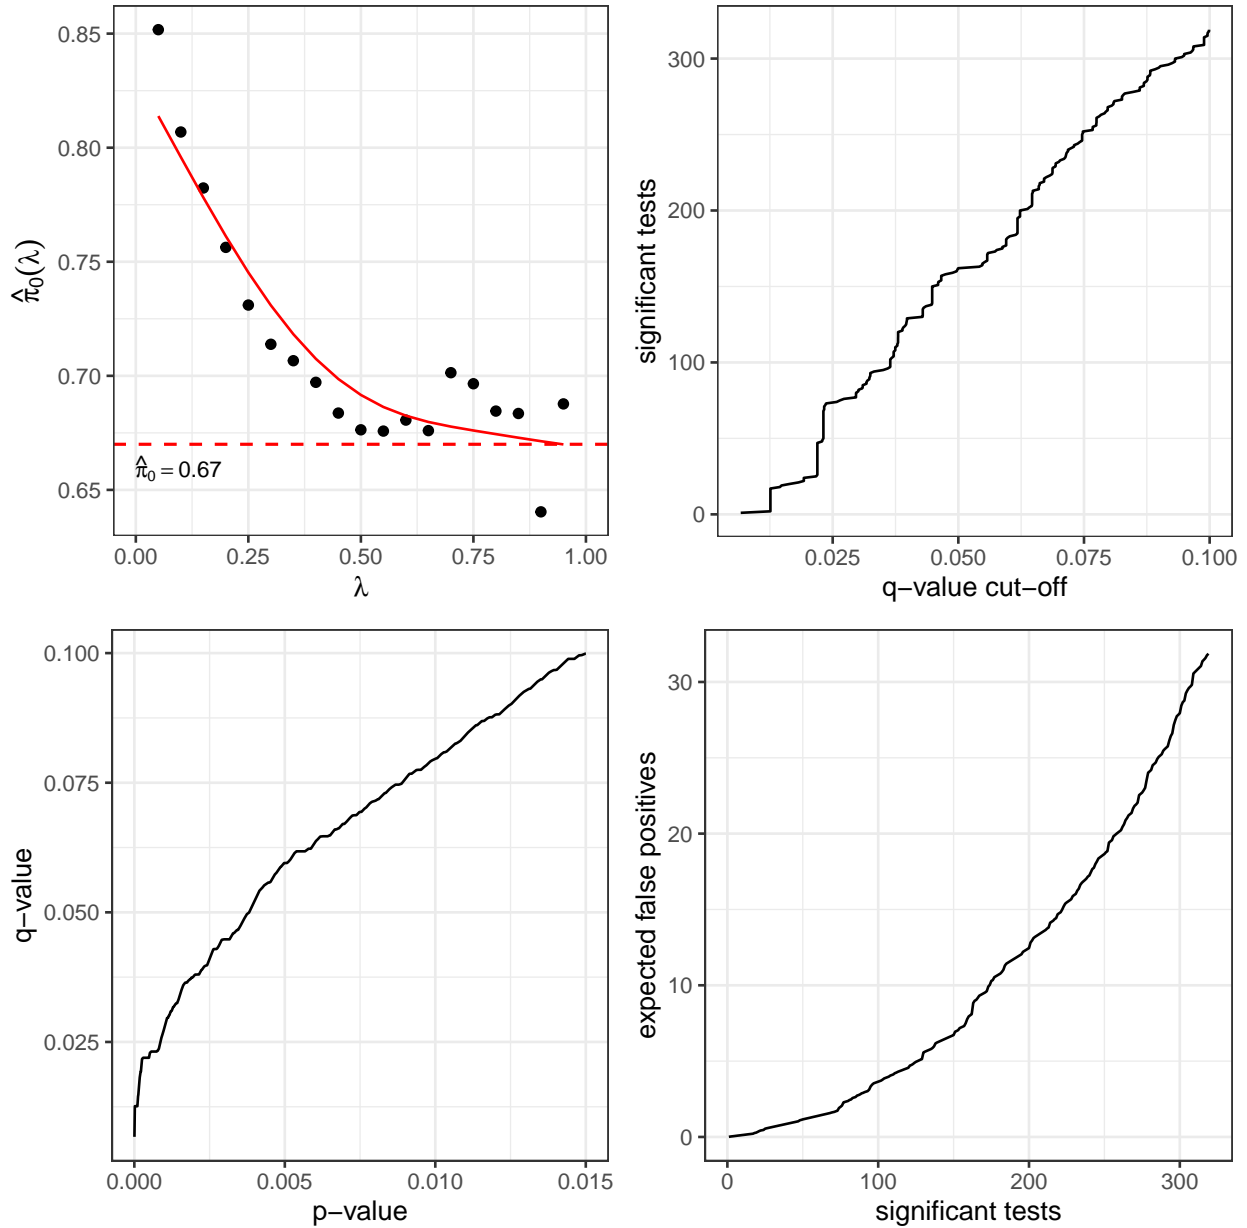 0.85
0.80
0.75
0.70
0.65
π̂₀(λ)
π̂₀ = 0.67
0.00 0.25 0.50 0.75 1.00
λ
300
200
100
0
significant tests
0.025 0.050 0.075 0.100
q−value cut−off
0.100
0.075
0.050
0.025
q−value
0.000 0.005 0.010 0.015
p−value
30
20
10
0
expected false positives
0 100 200 300
significant tests